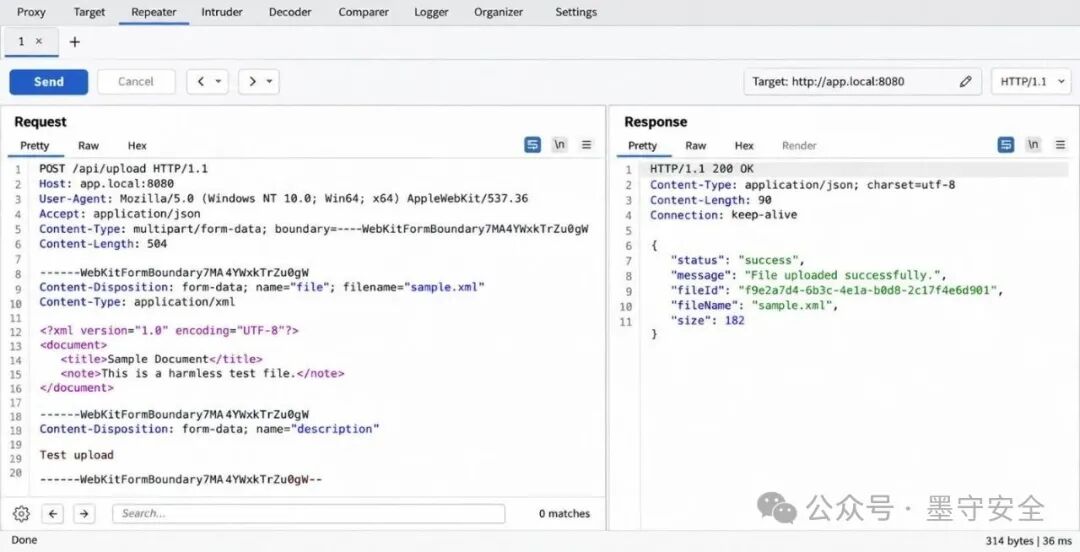 Proxy Target Repeater Intruder Decoder Comparer Logger Organizer Settings
1 × +
Send Cancel < > Target: http://app.local:8080 HTTP/1.1
Request
Pretty Raw Hex \n
1 POST /api/upload HTTP/1.1
2 Host: app.local:8080
3 User-Agent: Mozilla/5.0 (Windows NT 10.0; Win64; x64) AppleWebKit/537.36
4 Accept: application/json
5 Content-Type: multipart/form-data; boundary=----WebKitFormBoundary7MA4YWxkTrZu0gW
6 Content-Length: 504
7
8 ------WebKitFormBoundary7MA4YWxkTrZu0gW
9 Content-Disposition: form-data; name="file"; filename="sample.xml"
10 Content-Type: application/xml
11
12 <?xml version="1.0" encoding="UTF-8"?>
13 <document>
14 <title>Sample Document</title>
15 <note>This is a harmless test file.</note>
16 </document>
17
18 ------WebKitFormBoundary7MA4YWxkTrZu0gW
18 Content-Disposition: form-data; name="description"
19
19 Test upload
20
------WebKitFormBoundary7MA4YWxkTrZu0gW--
Search... 0 matches
Response
Pretty Raw Hex Render \n
1 HTTP/1.1 200 OK
2 Content-Type: application/json; charset=utf-8
3 Content-Length: 90
4 Connection: keep-alive
5
6 {
7 "status": "success",
8 "message": "File uploaded successfully.",
9 "fileId": "f9e2a7d4-6b3c-4e1a-b0d8-2c17f4e6d901",
10 "fileName": "sample.xml",
11 "size": 182
}
公众号 · 墨守安全
Done 314 bytes | 36 ms